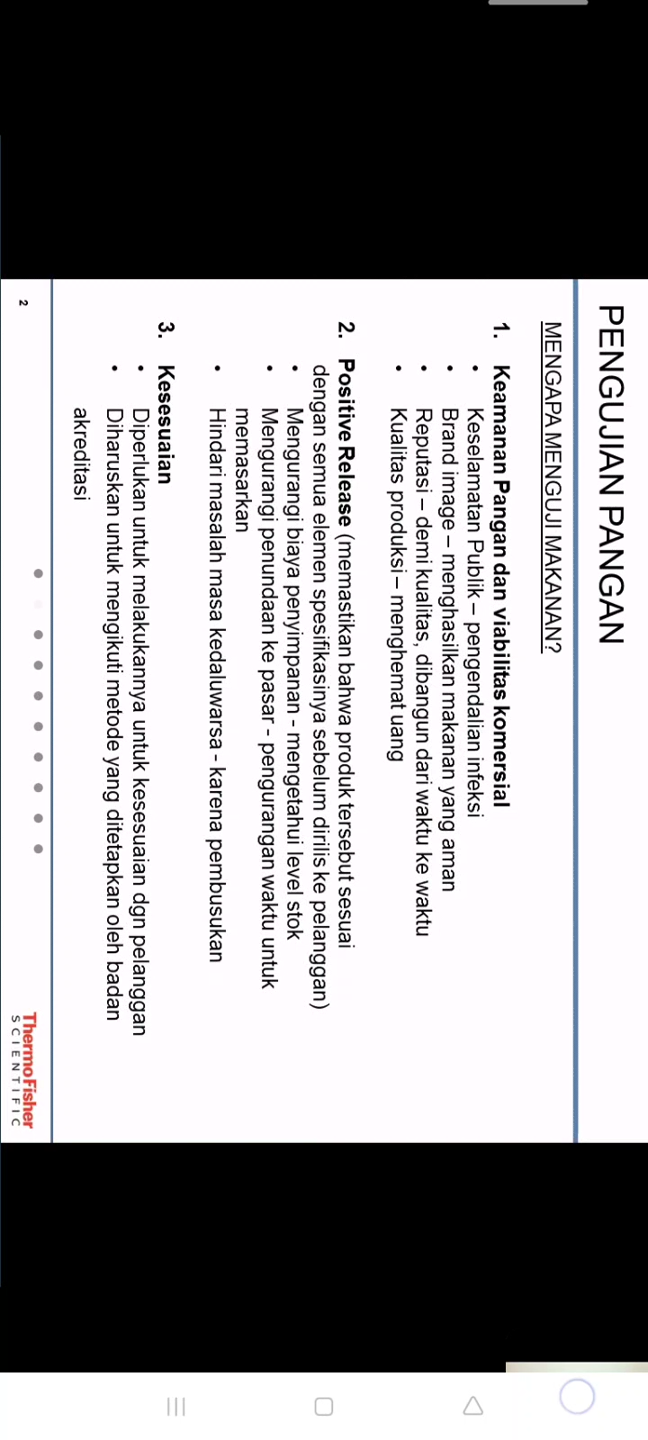 PENGUJIAN PANGAN
MENGAPA MENGUJI MAKANAN?
1. Keamanan Pangan dan viabilitas komersial
• Keselamatan Publik – pengendalian infeksi
• Brand image – menghasilkan makanan yang aman
• Reputasi – demi kualitas, dibangun dari waktu ke waktu
• Kualitas produksi – menghemat uang
2. Positive Release (memastikan bahwa produk tersebut sesuai
dengan semua elemen spesifikasinya sebelum dirilis ke pelanggan)
• Mengurangi biaya penyimpanan - mengetahui level stok
• Mengurangi penundaan ke pasar - pengurangan waktu untuk
memasarkan
• Hindari masalah masa kedaluwarsa - karena pembusukan
3. Kesesuaian
• Diperlukan untuk melakukannya untuk kesesuaian dgn pelanggan
• Diharuskan untuk mengikuti metode yang ditetapkan oleh badan
akreditasi
2
ThermoFisher
SCIENTIFIC